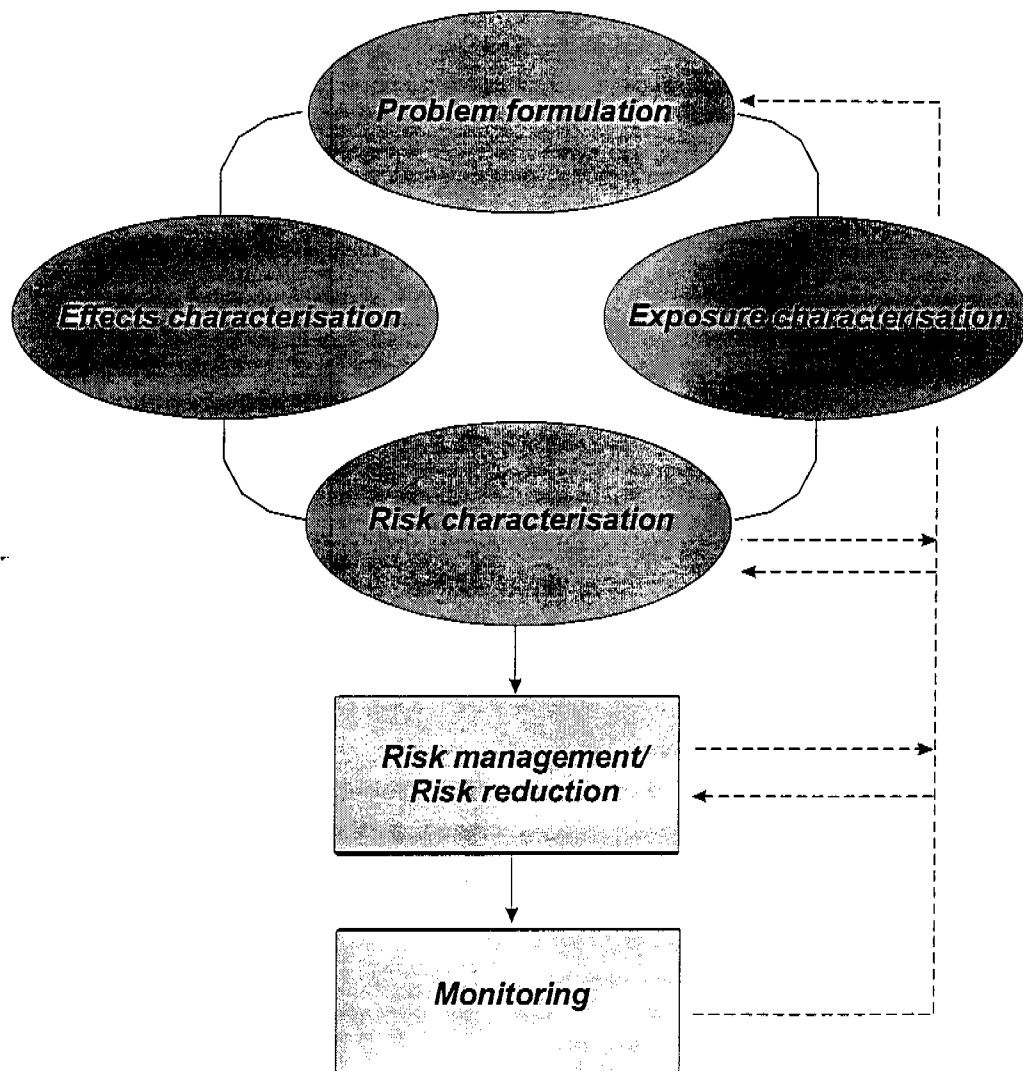 Problem formulation
Effects characterisation
Exposure characterisation
Risk characterisation
Risk management/
Risk reduction
Monitoring